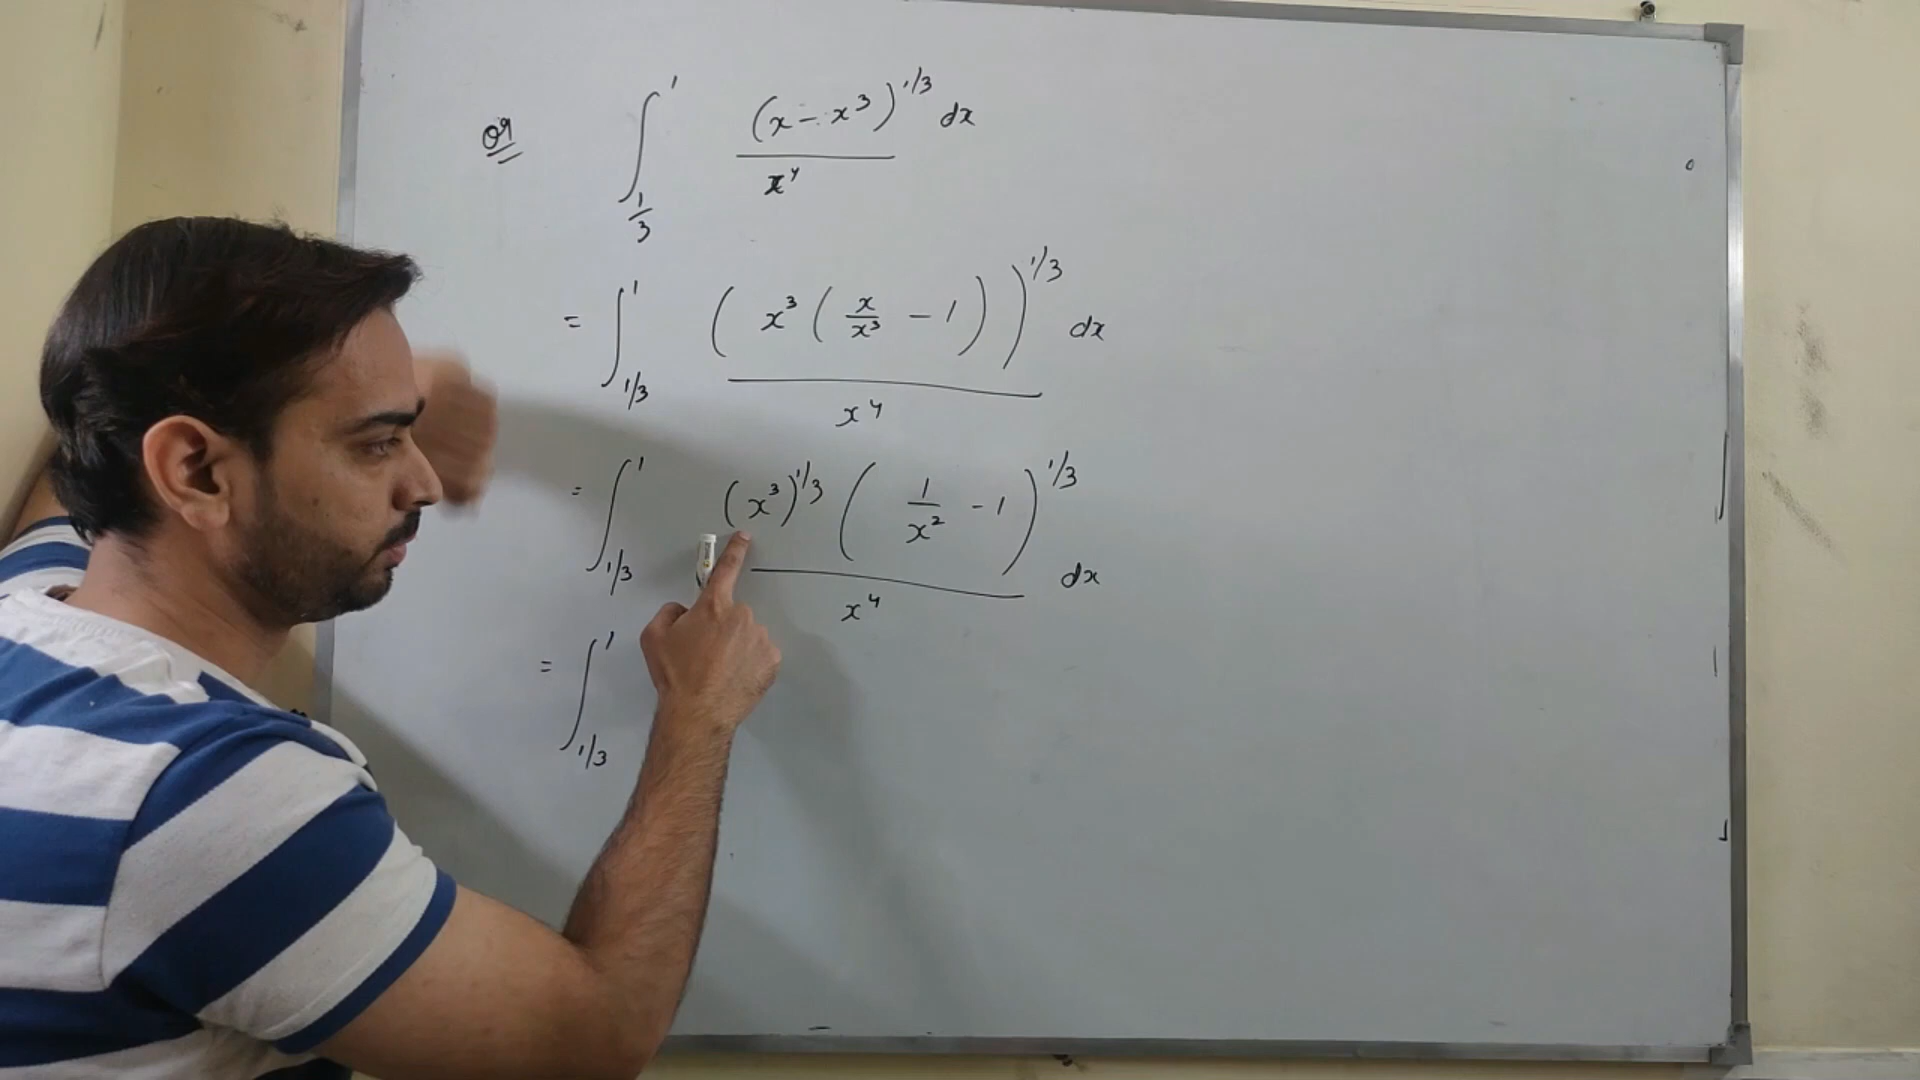 Or ∫_{1/3}^{1} (x - x³)^{1/3} / x⁴ dx
= ∫_{1/3}^{1} (x³(x/x³ - 1))^{1/3} / x⁴ dx
= ∫_{1/3}^{1} (x³)^{1/3} (1/x² - 1)^{1/3} / x⁴ dx
= ∫_{1/3}^{1}